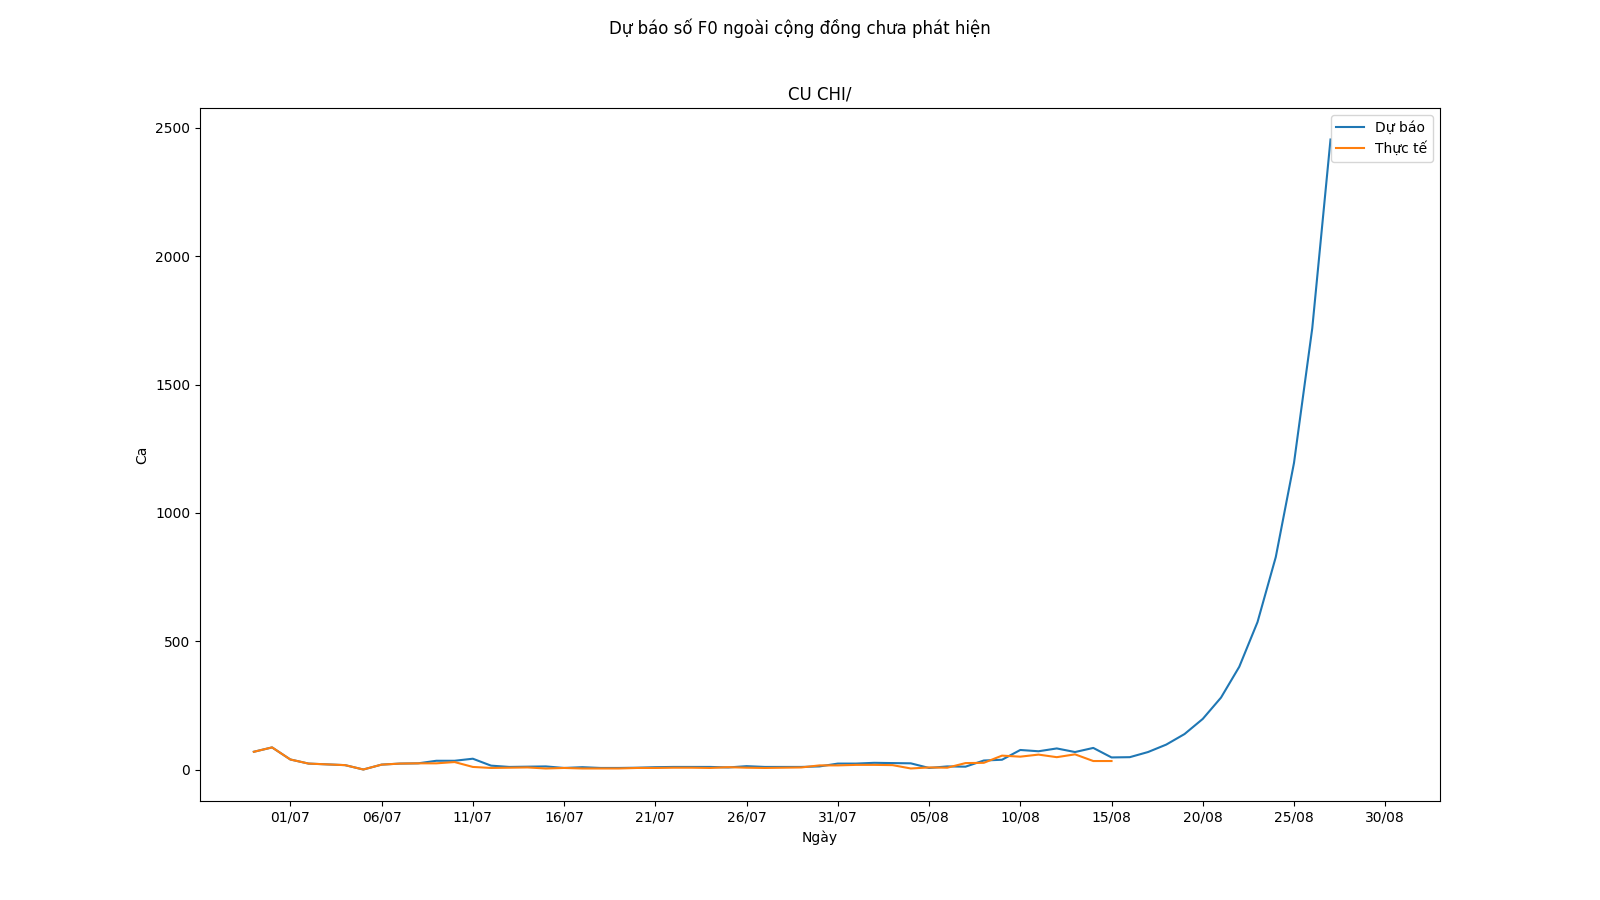 Dự báo số F0 ngoài cộng đồng chưa phát hiện
CU CHI/
Dự báo
Thực tế
2500
2000
1500
1000
500
0
Ca
01/07 06/07 11/07 16/07 21/07 26/07 31/07 05/08 10/08 15/08 20/08 25/08 30/08
Ngày